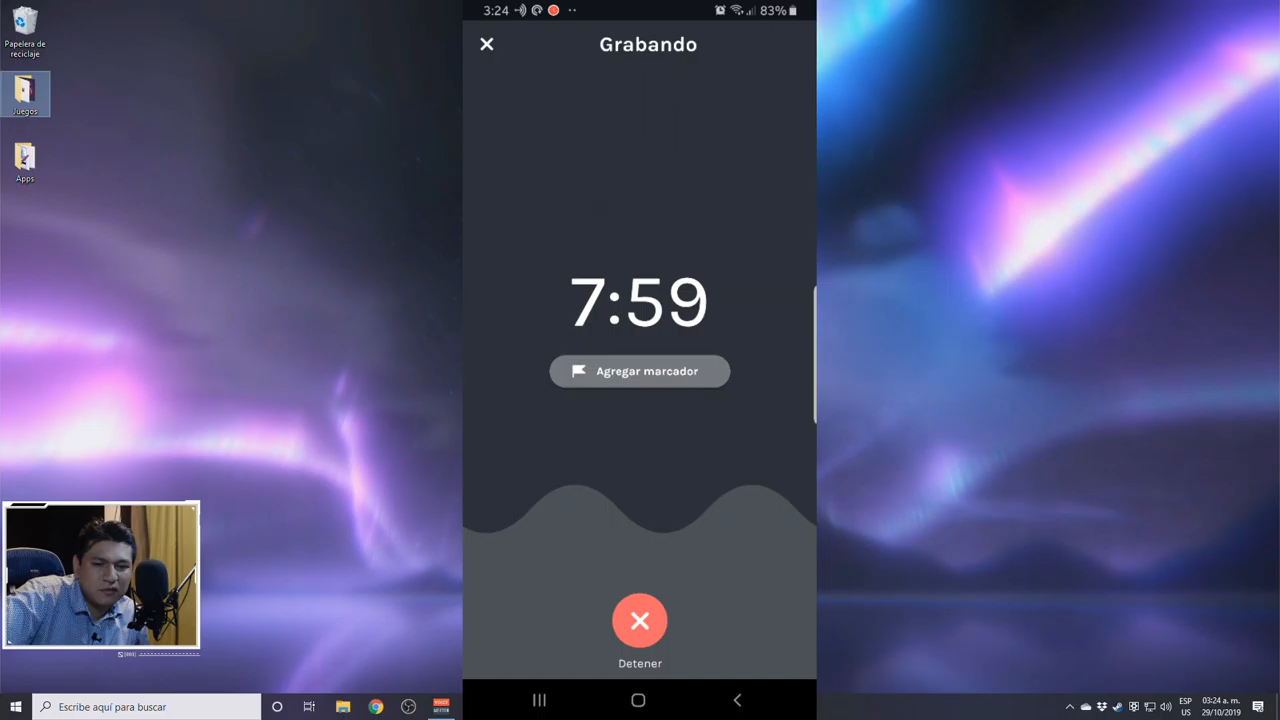 Papelera de
reciclaje
Juegos
Apps
3:24
83%
Grabando
7:59
Agregar marcador
Detener
Escribe aquí para buscar
ESP
US
03:24 a. m.
29/10/2019